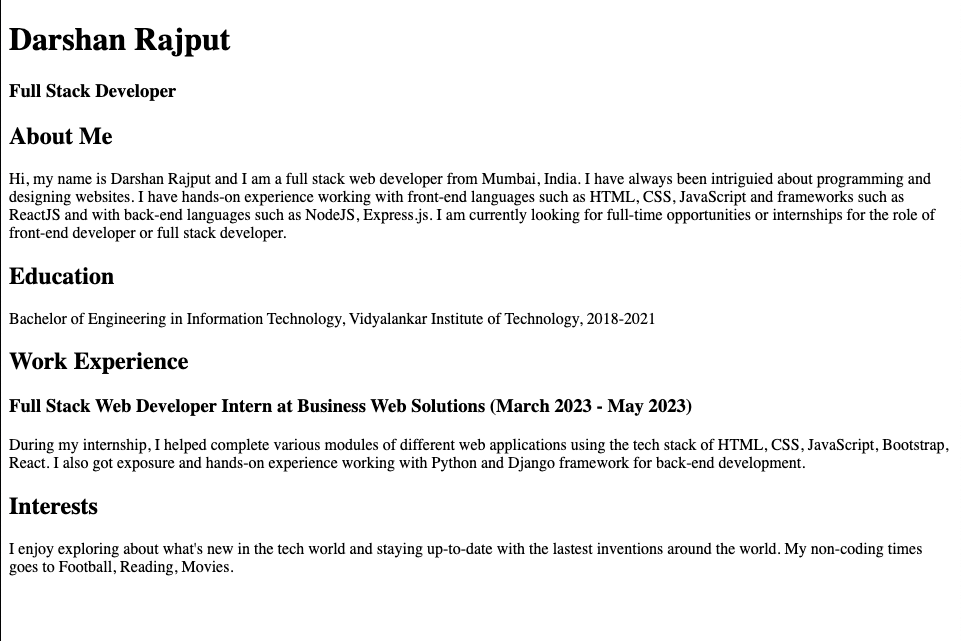 Darshan Rajput
Full Stack Developer
About Me
Hi, my name is Darshan Rajput and I am a full stack web developer from Mumbai, India. I have always been intriguied about programming and
designing websites. I have hands-on experience working with front-end languages such as HTML, CSS, JavaScript and frameworks such as
ReactJS and with back-end languages such as NodeJS, Express.js. I am currently looking for full-time opportunities or internships for the role of
front-end developer or full stack developer.
Education
Bachelor of Engineering in Information Technology, Vidyalankar Institute of Technology, 2018-2021
Work Experience
Full Stack Web Developer Intern at Business Web Solutions (March 2023 - May 2023)
During my internship, I helped complete various modules of different web applications using the tech stack of HTML, CSS, JavaScript, Bootstrap,
React. I also got exposure and hands-on experience working with Python and Django framework for back-end development.
Interests
I enjoy exploring about what's new in the tech world and staying up-to-date with the lastest inventions around the world. My non-coding times
goes to Football, Reading, Movies.